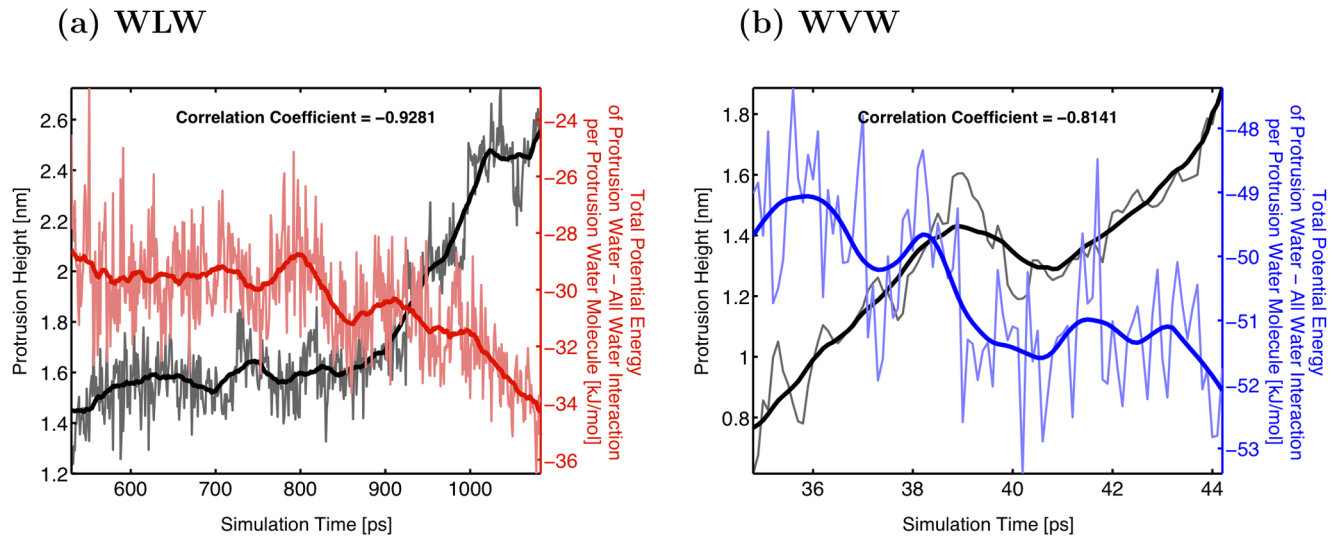 (a) WLW
Correlation Coefficient = −0.9281
2.6
2.4
2.2
2
1.8
1.6
1.4
1.2
Protrusion Height [nm]
600
700
800
900
1000
Simulation Time [ps]
−24
−26
−28
−30
−32
−34
−36
Total Potential Energy
of Protrusion Water − All Water Interaction
per Protrusion Water Molecule [kJ/mol]
(b) WVW
Correlation Coefficient = −0.8141
1.8
1.6
1.4
1.2
1
0.8
Protrusion Height [nm]
36
38
40
42
44
Simulation Time [ps]
−48
−49
−50
−51
−52
−53
Total Potential Energy
of Protrusion Water − All Water Interaction
per Protrusion Water Molecule [kJ/mol]